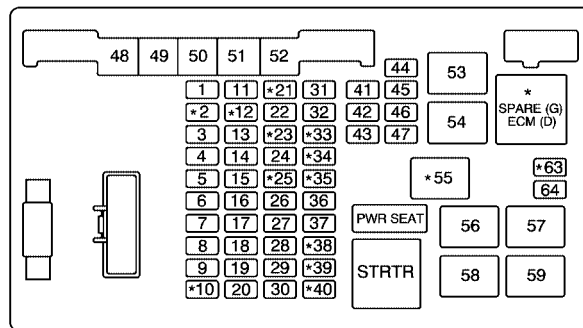 48 49 50 51 52
44 53
1 11 *21 31 41 45
*2 *12 22 32 42 46
3 13 *23 *33 43 47
54
* SPARE (G) ECM (D)
4 14 24 *34
5 15 *25 *35
*55
*63
64
6 16 26 36
7 17 27 37
PWR SEAT
56 57
8 18 28 *38
9 19 29 *39
*10 20 30 *40
STRTR
58 59